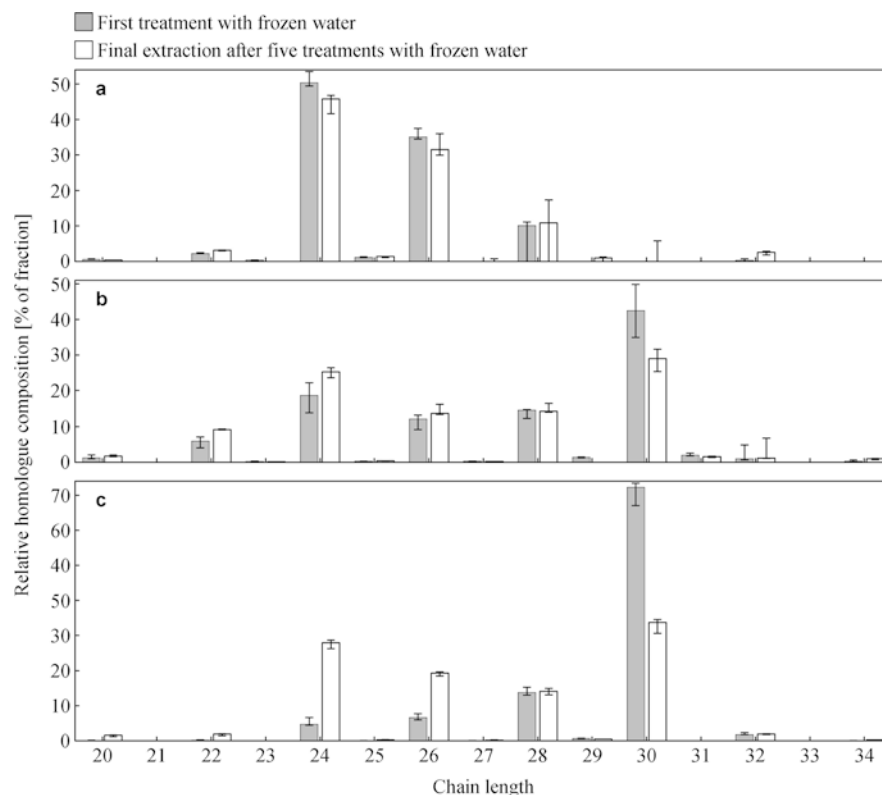 First treatment with frozen water
Final extraction after five treatments with frozen water
Relative homologue composition [% of fraction]
a
50
40
30
20
10
0
b
50
40
30
20
10
0
c
70
60
50
30
20
10
0
20 21 22 23 24 25 26 27 28 29 30 31 32 33 34
Chain length